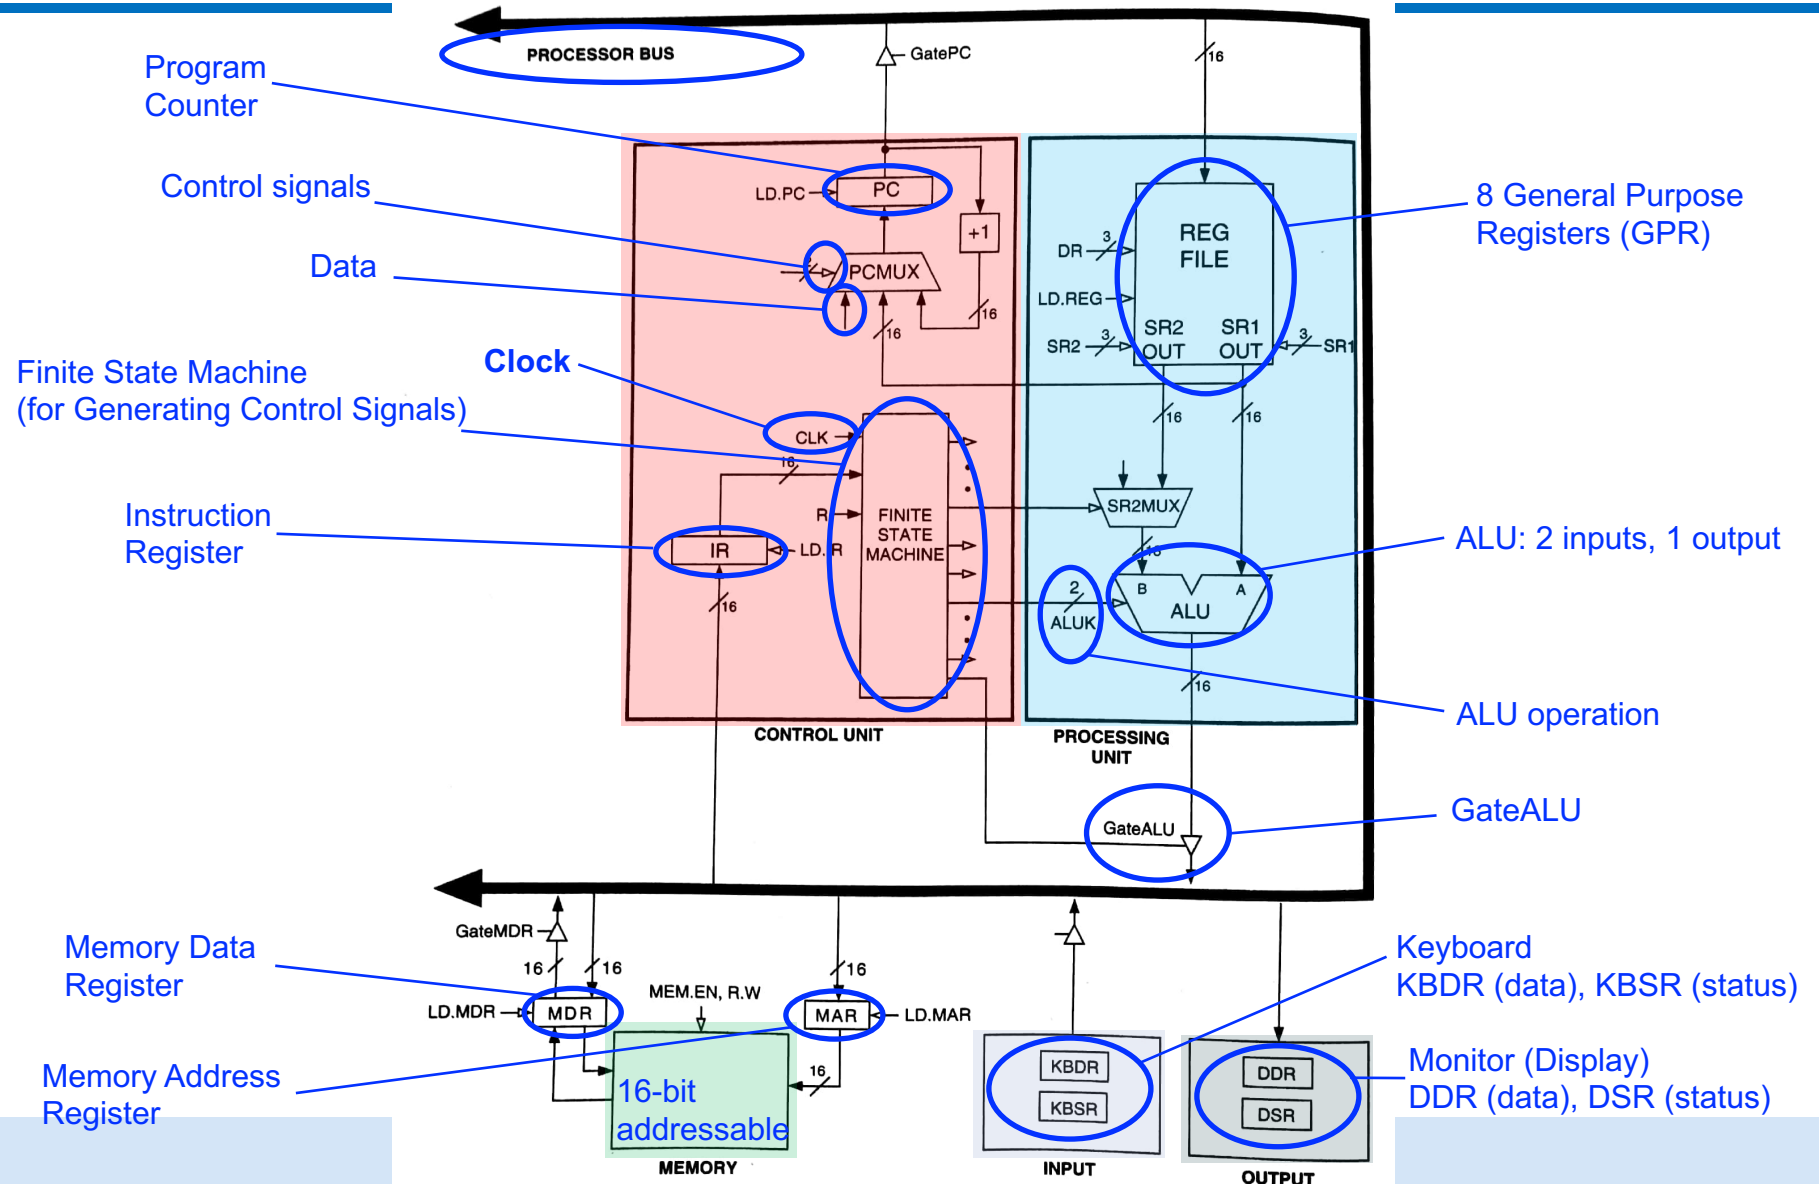 PROCESSOR BUS
GatePC
16
Program
Counter
Control signals
LD.PC
PC
+1
Data
PCMUX
2
16
16
8 General Purpose
Registers (GPR)
REG
FILE
DR
3
LD.REG
SR2
3
SR2
OUT
SR1
OUT
3
SR1
16
16
Clock
Finite State Machine
(for Generating Control Signals)
CLK
16
R
FINITE
STATE
MACHINE
SR2MUX
16
Instruction
Register
IR
LD.IR
16
ALU: 2 inputs, 1 output
B
A
ALU
2
ALUK
16
ALU operation
CONTROL UNIT
PROCESSING
UNIT
GateALU
GateALU
GateMDR
16
16
16
Memory Data
Register
LD.MDR
MDR
MEM.EN, R.W
MAR
LD.MAR
16
Memory Address
Register
16-bit
addressable
MEMORY
Keyboard
KBDR (data), KBSR (status)
KBDR
KBSR
INPUT
Monitor (Display)
DDR (data), DSR (status)
DDR
DSR
OUTPUT